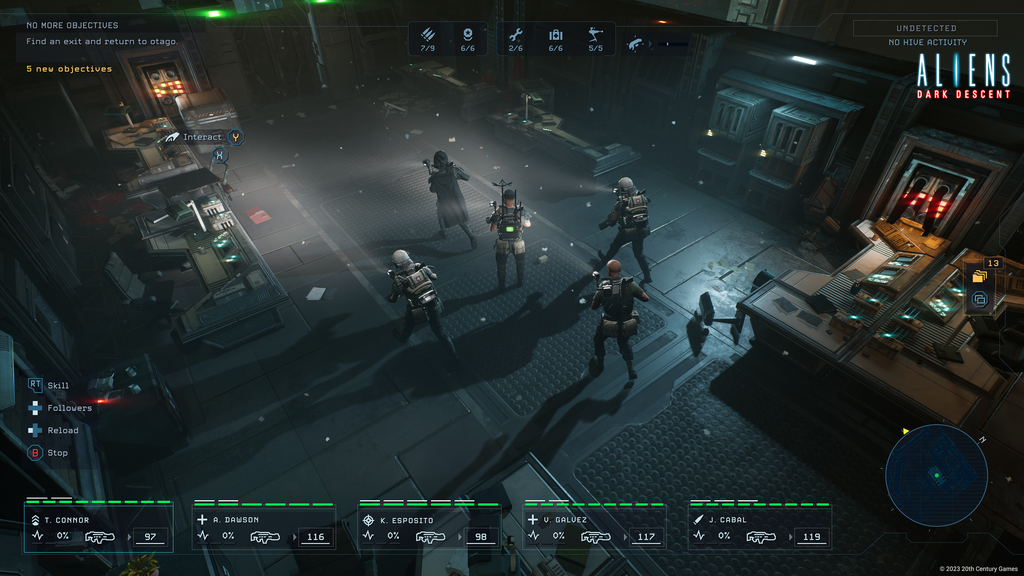 NO MORE OBJECTIVES
Find an exit and return to otago.
5 new objectives
7/9
6/6
2/6
6/6
5/5
UNDETECTED
NO HIVE ACTIVITY
ALIENS
DARK DESCENT
Interact Y
X
13
RT Skill
Followers
Reload
B Stop
N
T. CONNOR
0% 97
A. DAWSON
0% 116
K. ESPOSITO
0% 98
V. GALVEZ
0% 117
J. CABAL
0% 119
© 2023 20th Century Games